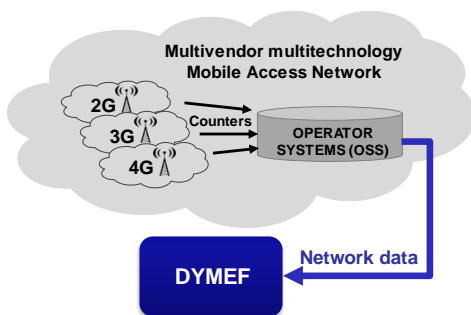 Multivendor multitechnology
Mobile Access Network
2G
3G
4G
Counters
OPERATOR
SYSTEMS (OSS)
Network data
DYMEF